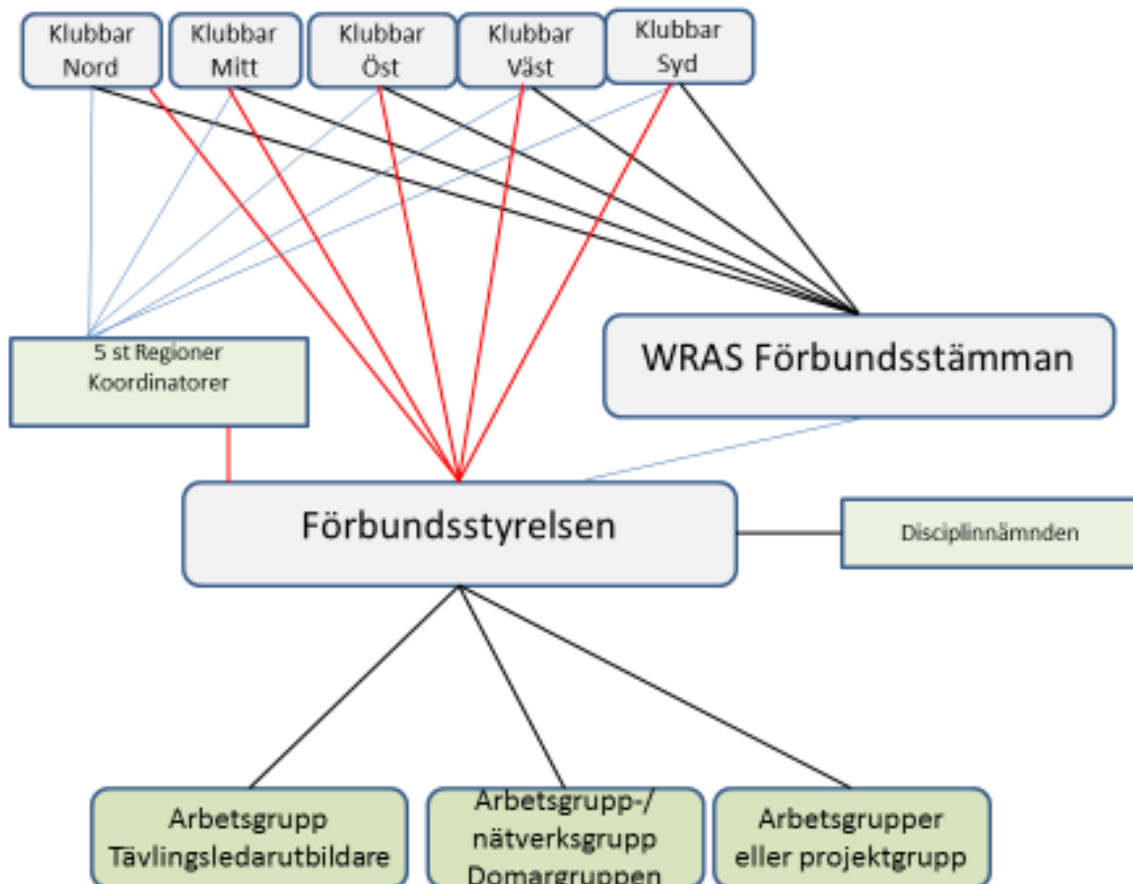 Klubbar
Nord
Klubbar
Mitt
Klubbar
Öst
Klubbar
Väst
Klubbar
Syd
5 st Regioner
Koordinatorer
WRAS Förbundsstämman
Förbundsstyrelsen
Disciplinnämnden
Arbetsgrupp
Tävlingsledarutbildare
Arbetsgrupp-/
nätverksgrupp
Domargruppen
Arbetsgrupper
eller projektgrupp